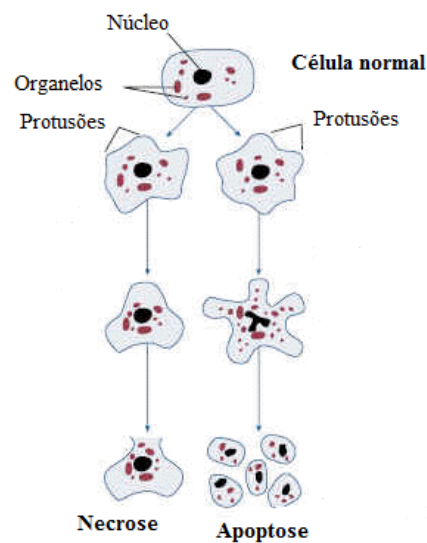 Núcleo
Célula normal
Organelos
Protusões
Protusões
Necrose
Apoptose